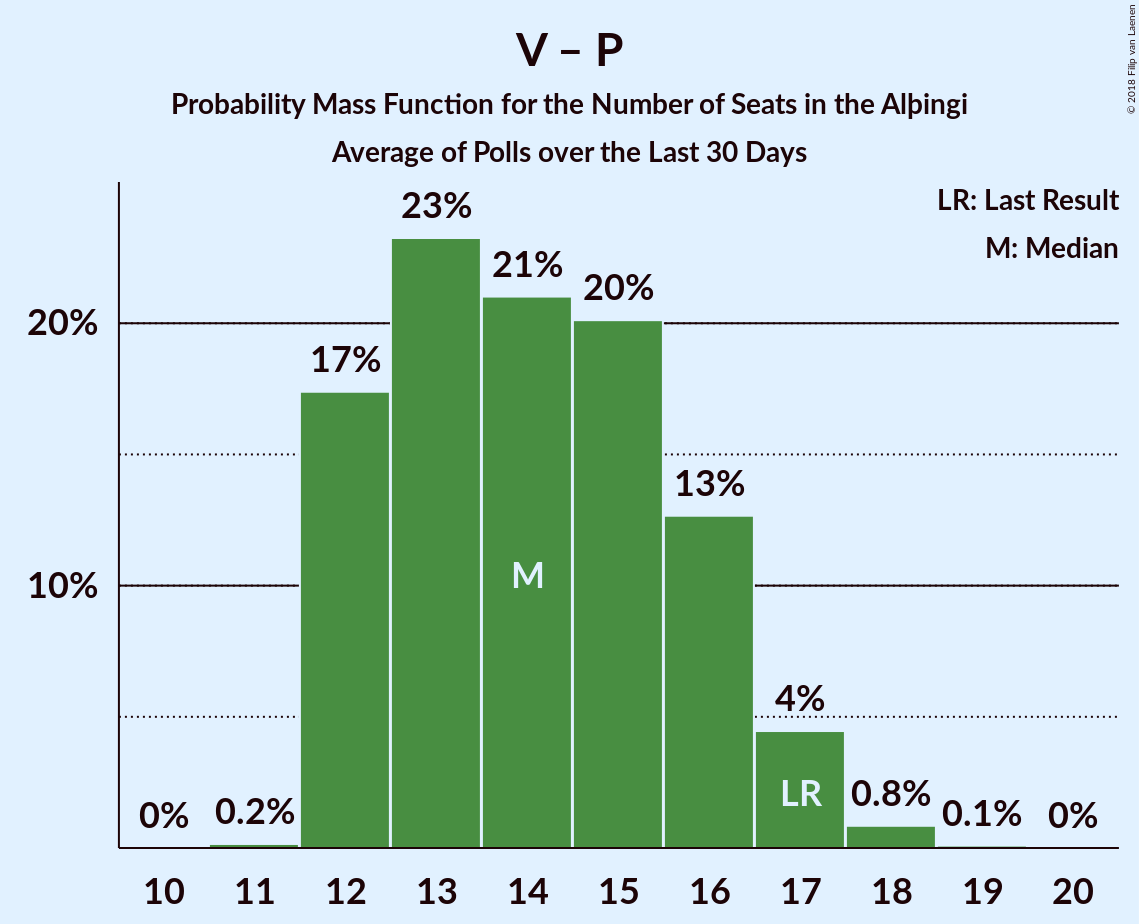 V – P
Probability Mass Function for the Number of Seats in the Alþingi
Average of Polls over the Last 30 Days
© 2018 Filip van Laenen
LR: Last Result
M: Median
20%
10%
0%
0.2%
17%
23%
21%
20%
13%
4%
0.8%
0.1%
0%
M
LR
10 11 12 13 14 15 16 17 18 19 20